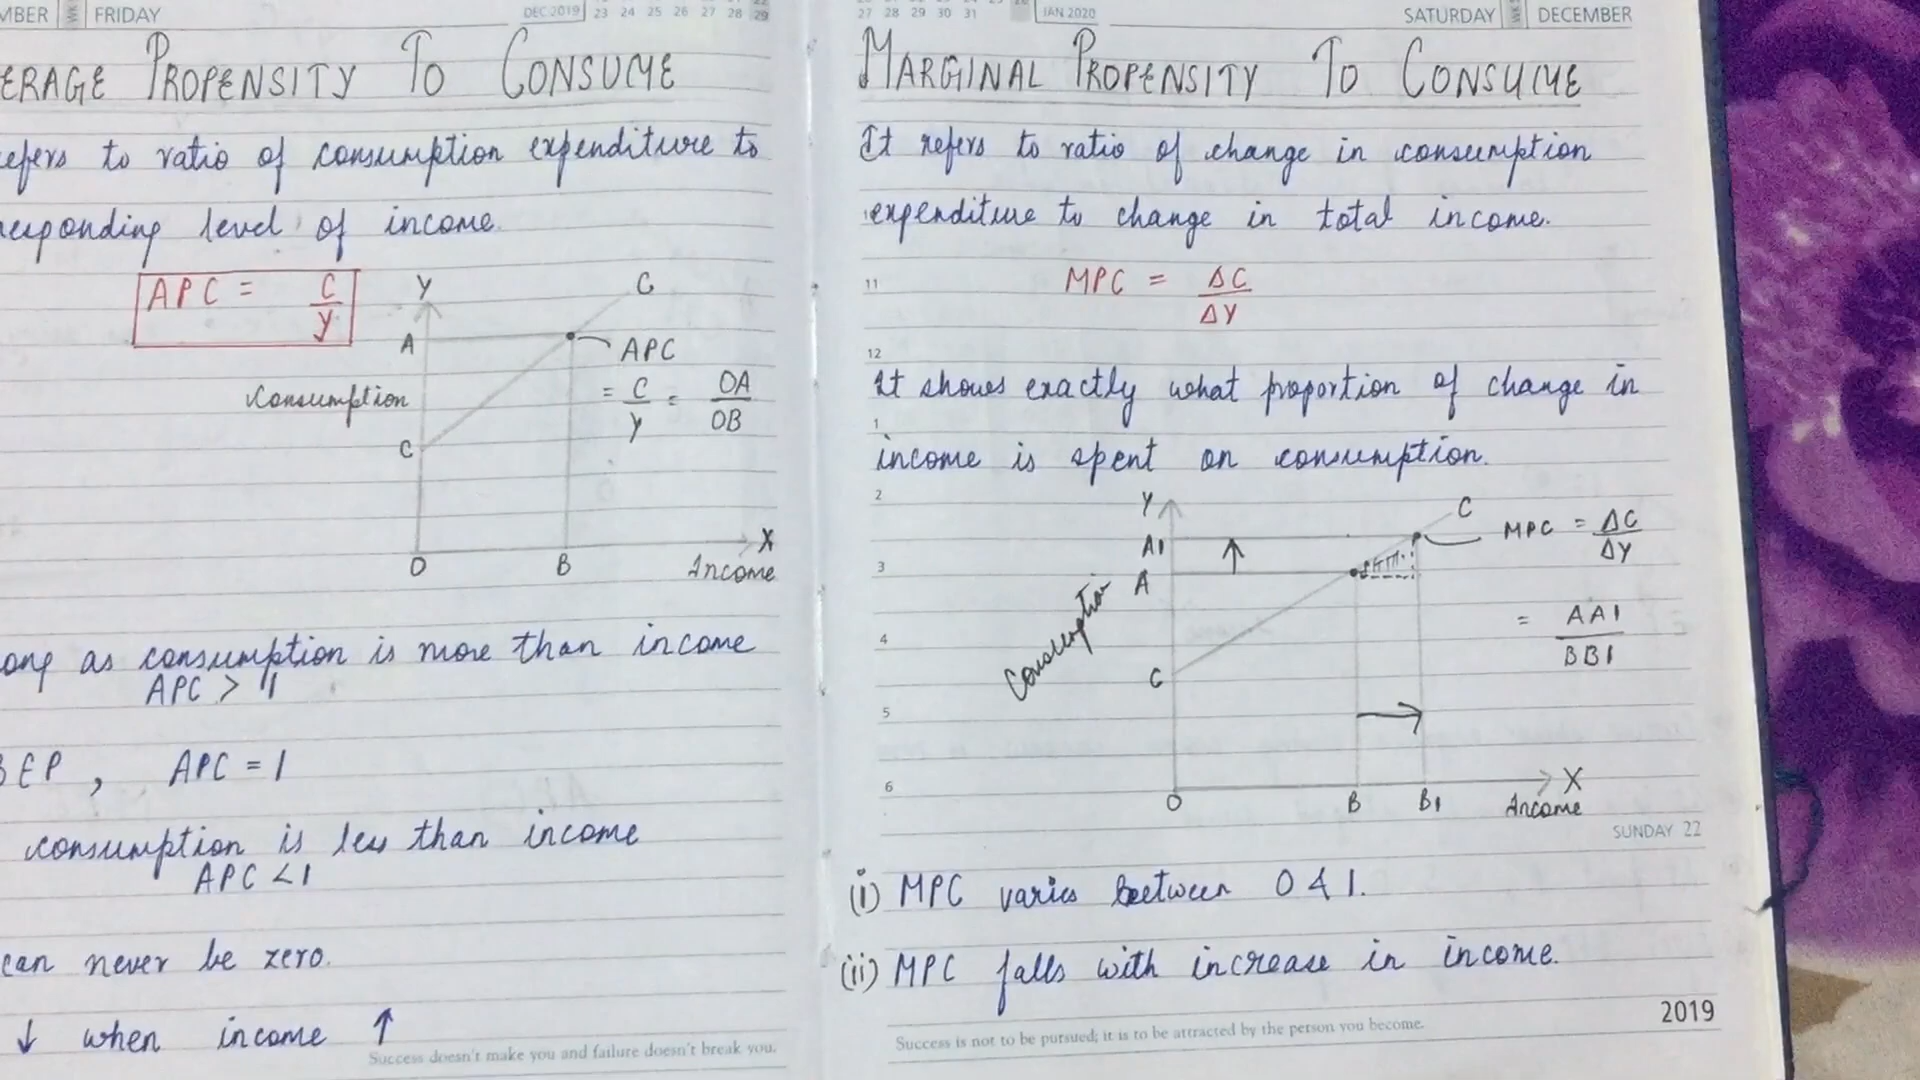 FRIDAY
DEC 2019 23 24 25 26 27 28 29
ERAGE PROPENSITY TO CONSUME
efers to ratio of consumption expenditure to
responding level of income.
APC = C/Y
Y
C
A
APC
= C/Y = OA/OB
Consumption
C
O
B
X
Income
ong as consumption is more than income
APC > 1
BEP, APC = 1
consumption is less than income
APC < 1
can never be zero.
↓ when income ↑
Success doesn't make you and failure doesn't break you.
27 28 29 30 31
JAN 2020
SATURDAY
DECEMBER
MARGINAL PROPENSITY TO CONSUME
It refers to ratio of change in consumption
expenditure to change in total income.
11
MPC = ΔC/ΔY
12
It shows exactly what proportion of change in
1
income is spent on consumption.
2
Y
C
MPC = ΔC/ΔY
A1
3
A
= AA1/BB1
Consumption
4
C
5
6
O
B
B1
X
Income
SUNDAY 22
(i) MPC varies between 0 & 1.
(ii) MPC falls with increase in income.
2019
Success is not to be pursued; it is to be attracted by the person you become.